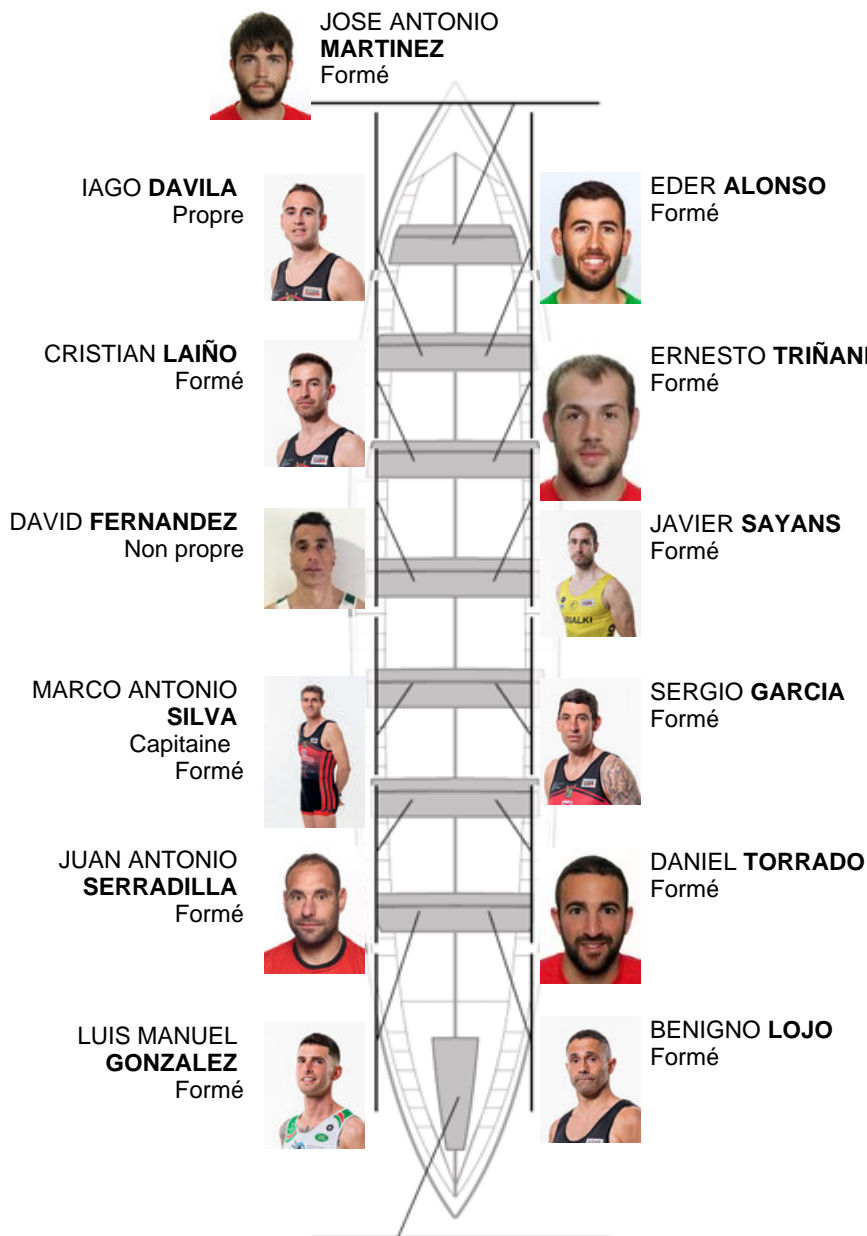 JOSE ANTONIO
MARTINEZ
Formé
IAGO DAVILA
Propre
EDER ALONSO
Formé
CRISTIAN LAIÑO
Formé
ERNESTO
Formé
DAVID FERNANDEZ
Non propre
JAVIER SAYANS
Formé
MARCO ANTONIO
SILVA
Capitaine
Formé
SERGIO GARCIA
Formé
JUAN ANTONIO
SERRADILLA
Formé
DANIEL TORRADO
Formé
LUIS MANUEL
GONZALEZ
Formé
BENIGNO LOJO
Formé